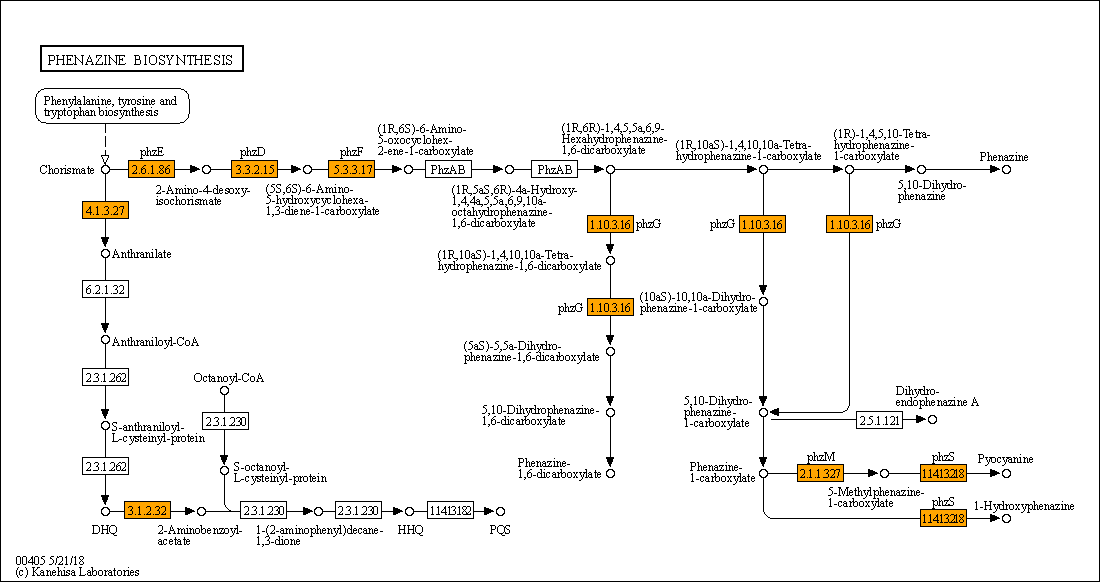 PHENAZINE BIOSYNTHESIS
Phenylalanine, tyrosine and
tryptophan biosynthesis
Chorismate
phzE
2.6.1.86
2-Amino-4-desoxy-
isochorismate
phzD
3.3.2.15
(5S,6S)-6-Amino-
5-hydroxycyclohexa-
1,3-diene-1-carboxylate
phzF
5.3.3.17
(1R,6S)-6-Amino-
5-oxocyclohex-
2-ene-1-carboxylate
PhzAB
(1R,5aS,6R)-4a-Hydroxy-
1,4,4a,5,5a,6,9,10a-
octahydrophenazine-
1,6-dicarboxylate
PhzAB
(1R,6R)-1,4,5,5a,6,9-
Hexahydrophenazine-
1,6-dicarboxylate
(1R,10aS)-1,4,10,10a-Tetra-
hydrophenazine-1-carboxylate
(1R)-1,4,5,10-Tetra-
hydrophenazine-
1-carboxylate
5,10-Dihydro-
phenazine
Phenazine
4.1.3.27
Anthranilate
6.2.1.32
Anthraniloyl-CoA
2.3.1.262
S-anthraniloyl-
L-cysteinyl-protein
2.3.1.262
DHQ
3.1.2.32
2-Aminobenzoyl-
acetate
Octanoyl-CoA
2.3.1.230
S-octanoyl-
L-cysteinyl-protein
2.3.1.230
1-(2-aminophenyl)decane-
1,3-dione
2.3.1.230
HHQ
1.14.13.182
PQS
1.10.3.16
phzG
(1R,10aS)-1,4,10,10a-Tetra-
hydrophenazine-1,6-dicarboxylate
phzG
1.10.3.16
(5aS)-5,5a-Dihydro-
phenazine-1,6-dicarboxylate
5,10-Dihydrophenazine-
1,6-dicarboxylate
Phenazine-
1,6-dicarboxylate
phzG
1.10.3.16
(10aS)-10,10a-Dihydro-
phenazine-1-carboxylate
1.10.3.16
phzG
5,10-Dihydro-
phenazine-
1-carboxylate
2.5.1.121
Dihydro-
endophenazine A
Phenazine-
1-carboxylate
phzM
2.1.1.327
5-Methylphenazine-
1-carboxylate
phzS
1.14.13.218
Pyocyanine
phzS
1.14.13.218
1-Hydroxyphenazine
00405 5/21/18
(c) Kanehisa Laboratories